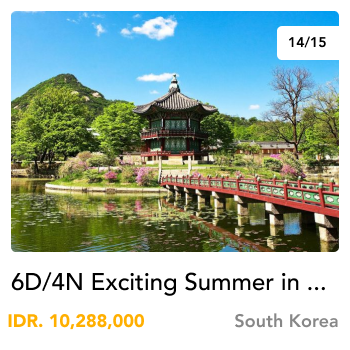 14/15
6D/4N Exciting Summer in ...
IDR. 10,288,000
South Korea